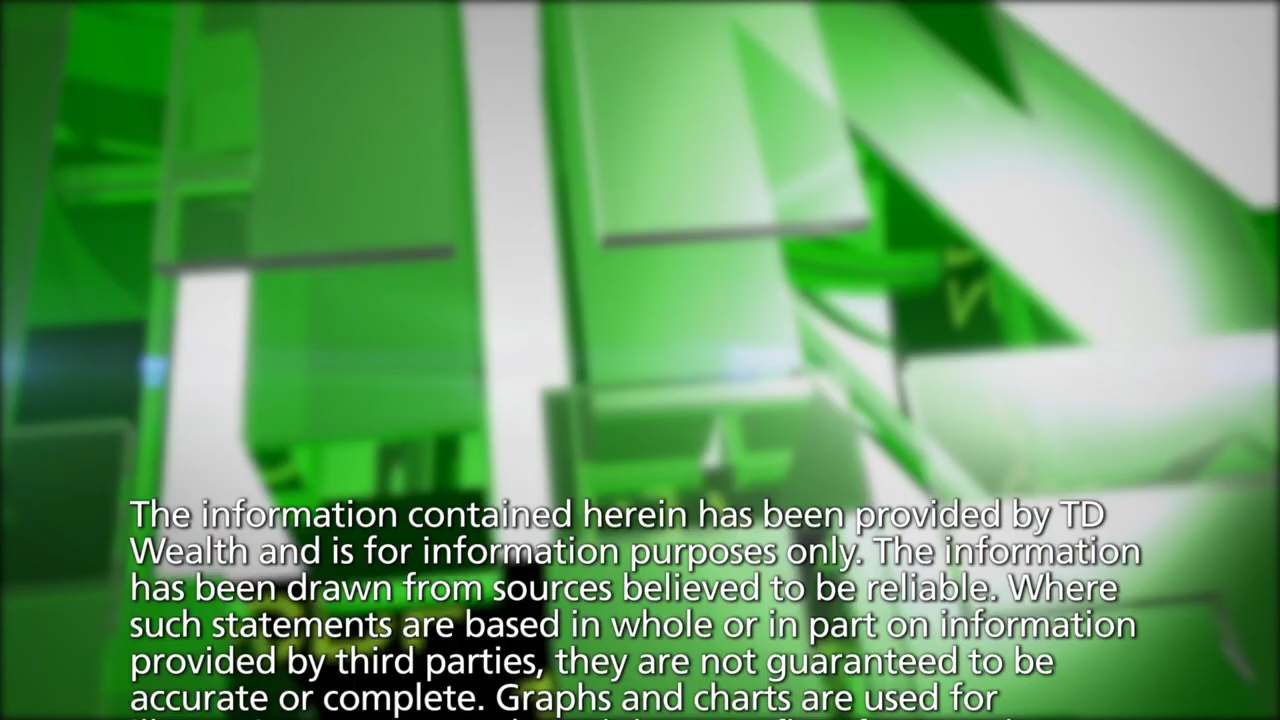 The information contained herein has been provided by TD
Wealth and is for information purposes only. The information
has been drawn from sources believed to be reliable. Where
such statements are based in whole or in part on information
provided by third parties, they are not guaranteed to be
accurate or complete. Graphs and charts are used for